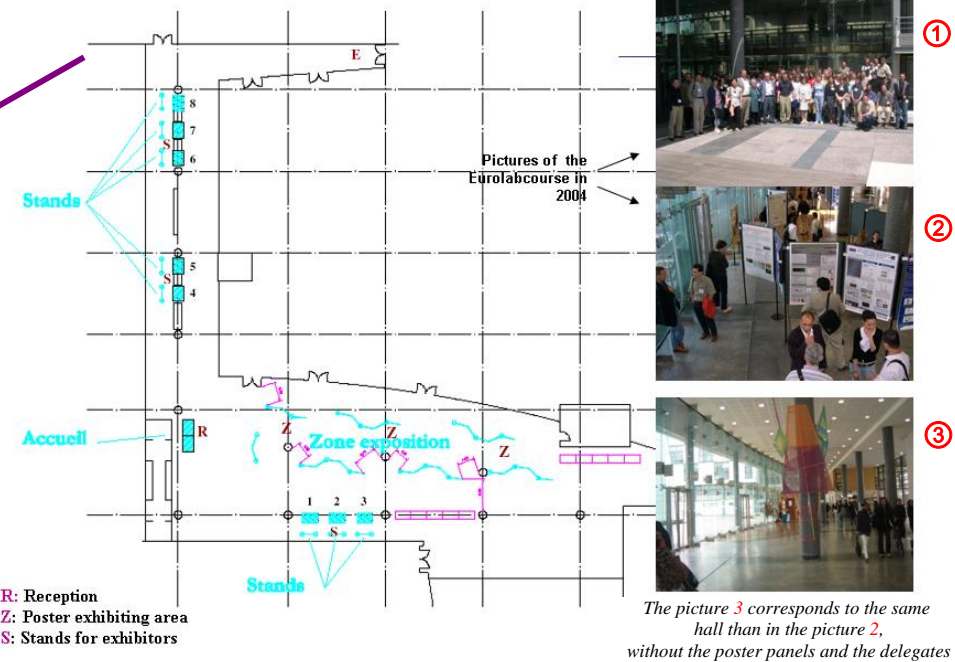 E
8
7
S
6
Stands
5
S
4
Pictures of the
Eurolabcourse in
2004
1
2
3
Accueil
R
Z
Z
Z
Zone exposition
1 2 3
S
Stands
R: Reception
Z: Poster exhibiting area
S: Stands for exhibitors
The picture 3 corresponds to the same
hall than in the picture 2,
without the poster panels and the delegates